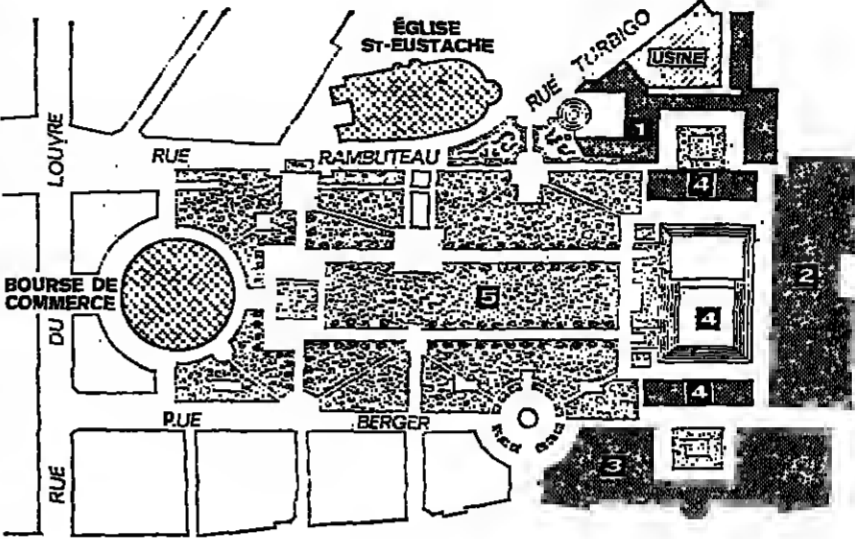 ÉGLISE
ST-EUSTACHE
RUE TURBIGO
USINE
1
LOUVRE
RUE
RAMBUTEAU
4
2
BOURSE DE
COMMERCE
5
4
DU
4
RUE
BERGER
3
RUE